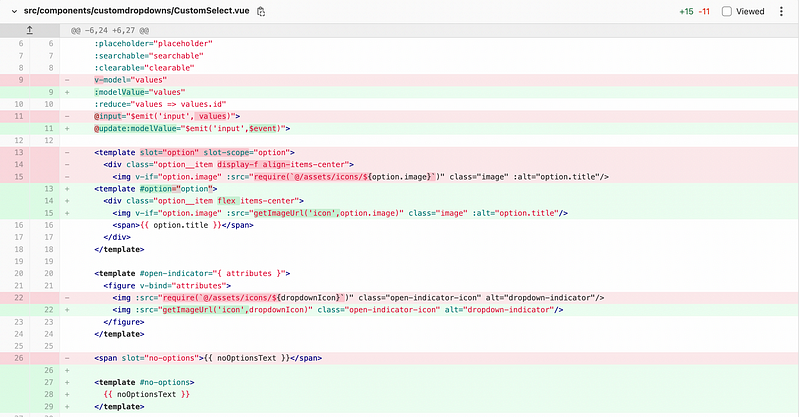 src/components/customdropdowns/CustomSelect.vue +15 -11 Viewed
@@ -6,24 +6,27 @@
6 6 :placeholder="placeholder"
7 7 :searchable="searchable"
8 8 :clearable="clearable"
9 - v-model="values"
9 + :modelValue="values"
10 10 :reduce="values => values.id"
11 - @input="$emit('input', values)">
11 + @update:modelValue="$emit('input',$event)">
12 12
13 - <template slot="option" slot-scope="option">
14 - <div class="option__item display-f align-items-center">
15 - <img v-if="option.image" :src="require(`@/assets/icons/${option.image}`)" class="image" :alt="option.title"/>
13 + <template #option="option">
14 + <div class="option__item flex items-center">
15 + <img v-if="option.image" :src="getImageUrl('icon',option.image)" class="image" :alt="option.title"/>
16 16 <span>{{ option.title }}</span>
17 17 </div>
18 18 </template>
19 19
20 20 <template #open-indicator="{ attributes }">
21 21 <figure v-bind="attributes">
22 - <img :src="require(`@/assets/icons/${dropdownIcon}`)" class="open-indicator-icon" alt="dropdown-indicator"/>
22 + <img :src="getImageUrl('icon',dropdownIcon)" class="open-indicator-icon" alt="dropdown-indicator"/>
23 23 </figure>
24 24 </template>
25 25
26 - <span slot="no-options">{{ noOptionsText }}</span>
26 +
27 + <template #no-options>
28 + {{ noOptionsText }}
29 + </template>